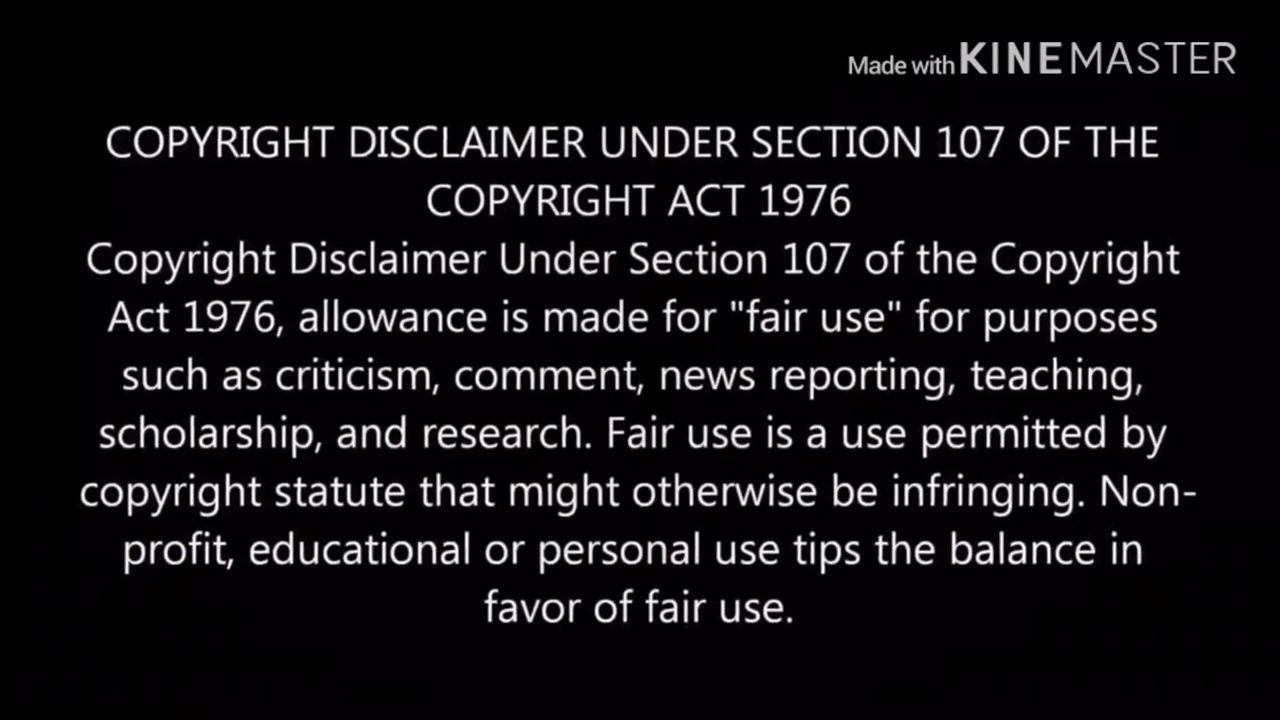 Made with KINEMASTER
COPYRIGHT DISCLAIMER UNDER SECTION 107 OF THE
COPYRIGHT ACT 1976
Copyright Disclaimer Under Section 107 of the Copyright
Act 1976, allowance is made for "fair use" for purposes
such as criticism, comment, news reporting, teaching,
scholarship, and research. Fair use is a use permitted by
copyright statute that might otherwise be infringing. Non-
profit, educational or personal use tips the balance in
favor of fair use.